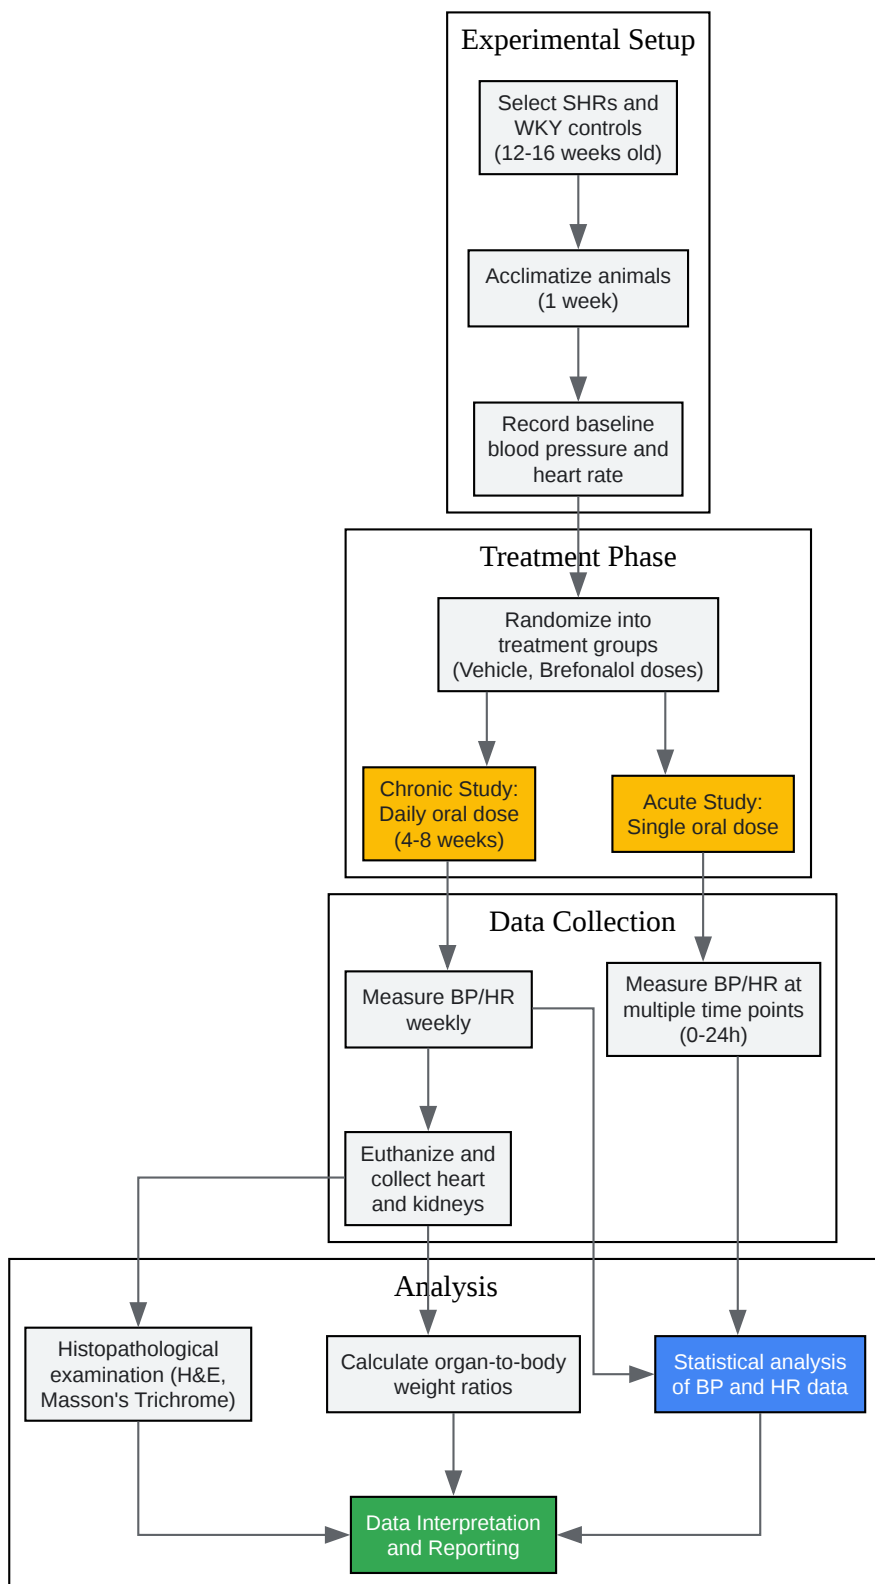 Experimental Setup
Select SHRs and
WKY controls
(12-16 weeks old)
Acclimatize animals
(1 week)
Record baseline
blood pressure and
heart rate
Treatment Phase
Randomize into
treatment groups
(Vehicle, Brefonalol doses)
Chronic Study:
Daily oral dose
(4-8 weeks)
Acute Study:
Single oral dose
Data Collection
Measure BP/HR
weekly
Measure BP/HR at
multiple time points
(0-24h)
Euthanize and
collect heart
and kidneys
Analysis
Histopathological
examination (H&E,
Masson's Trichrome)
Calculate organ-to-body
weight ratios
Statistical analysis
of BP and HR data
Data Interpretation
and Reporting